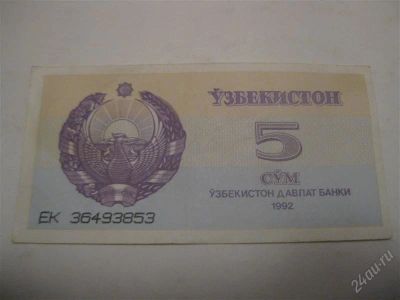 ЎЗБЕКИСТОН
5
СЎМ
ЎЗБЕКИСТОН ДАВЛАТ БАНКИ
1992
ЕК 36493853
24au.ru